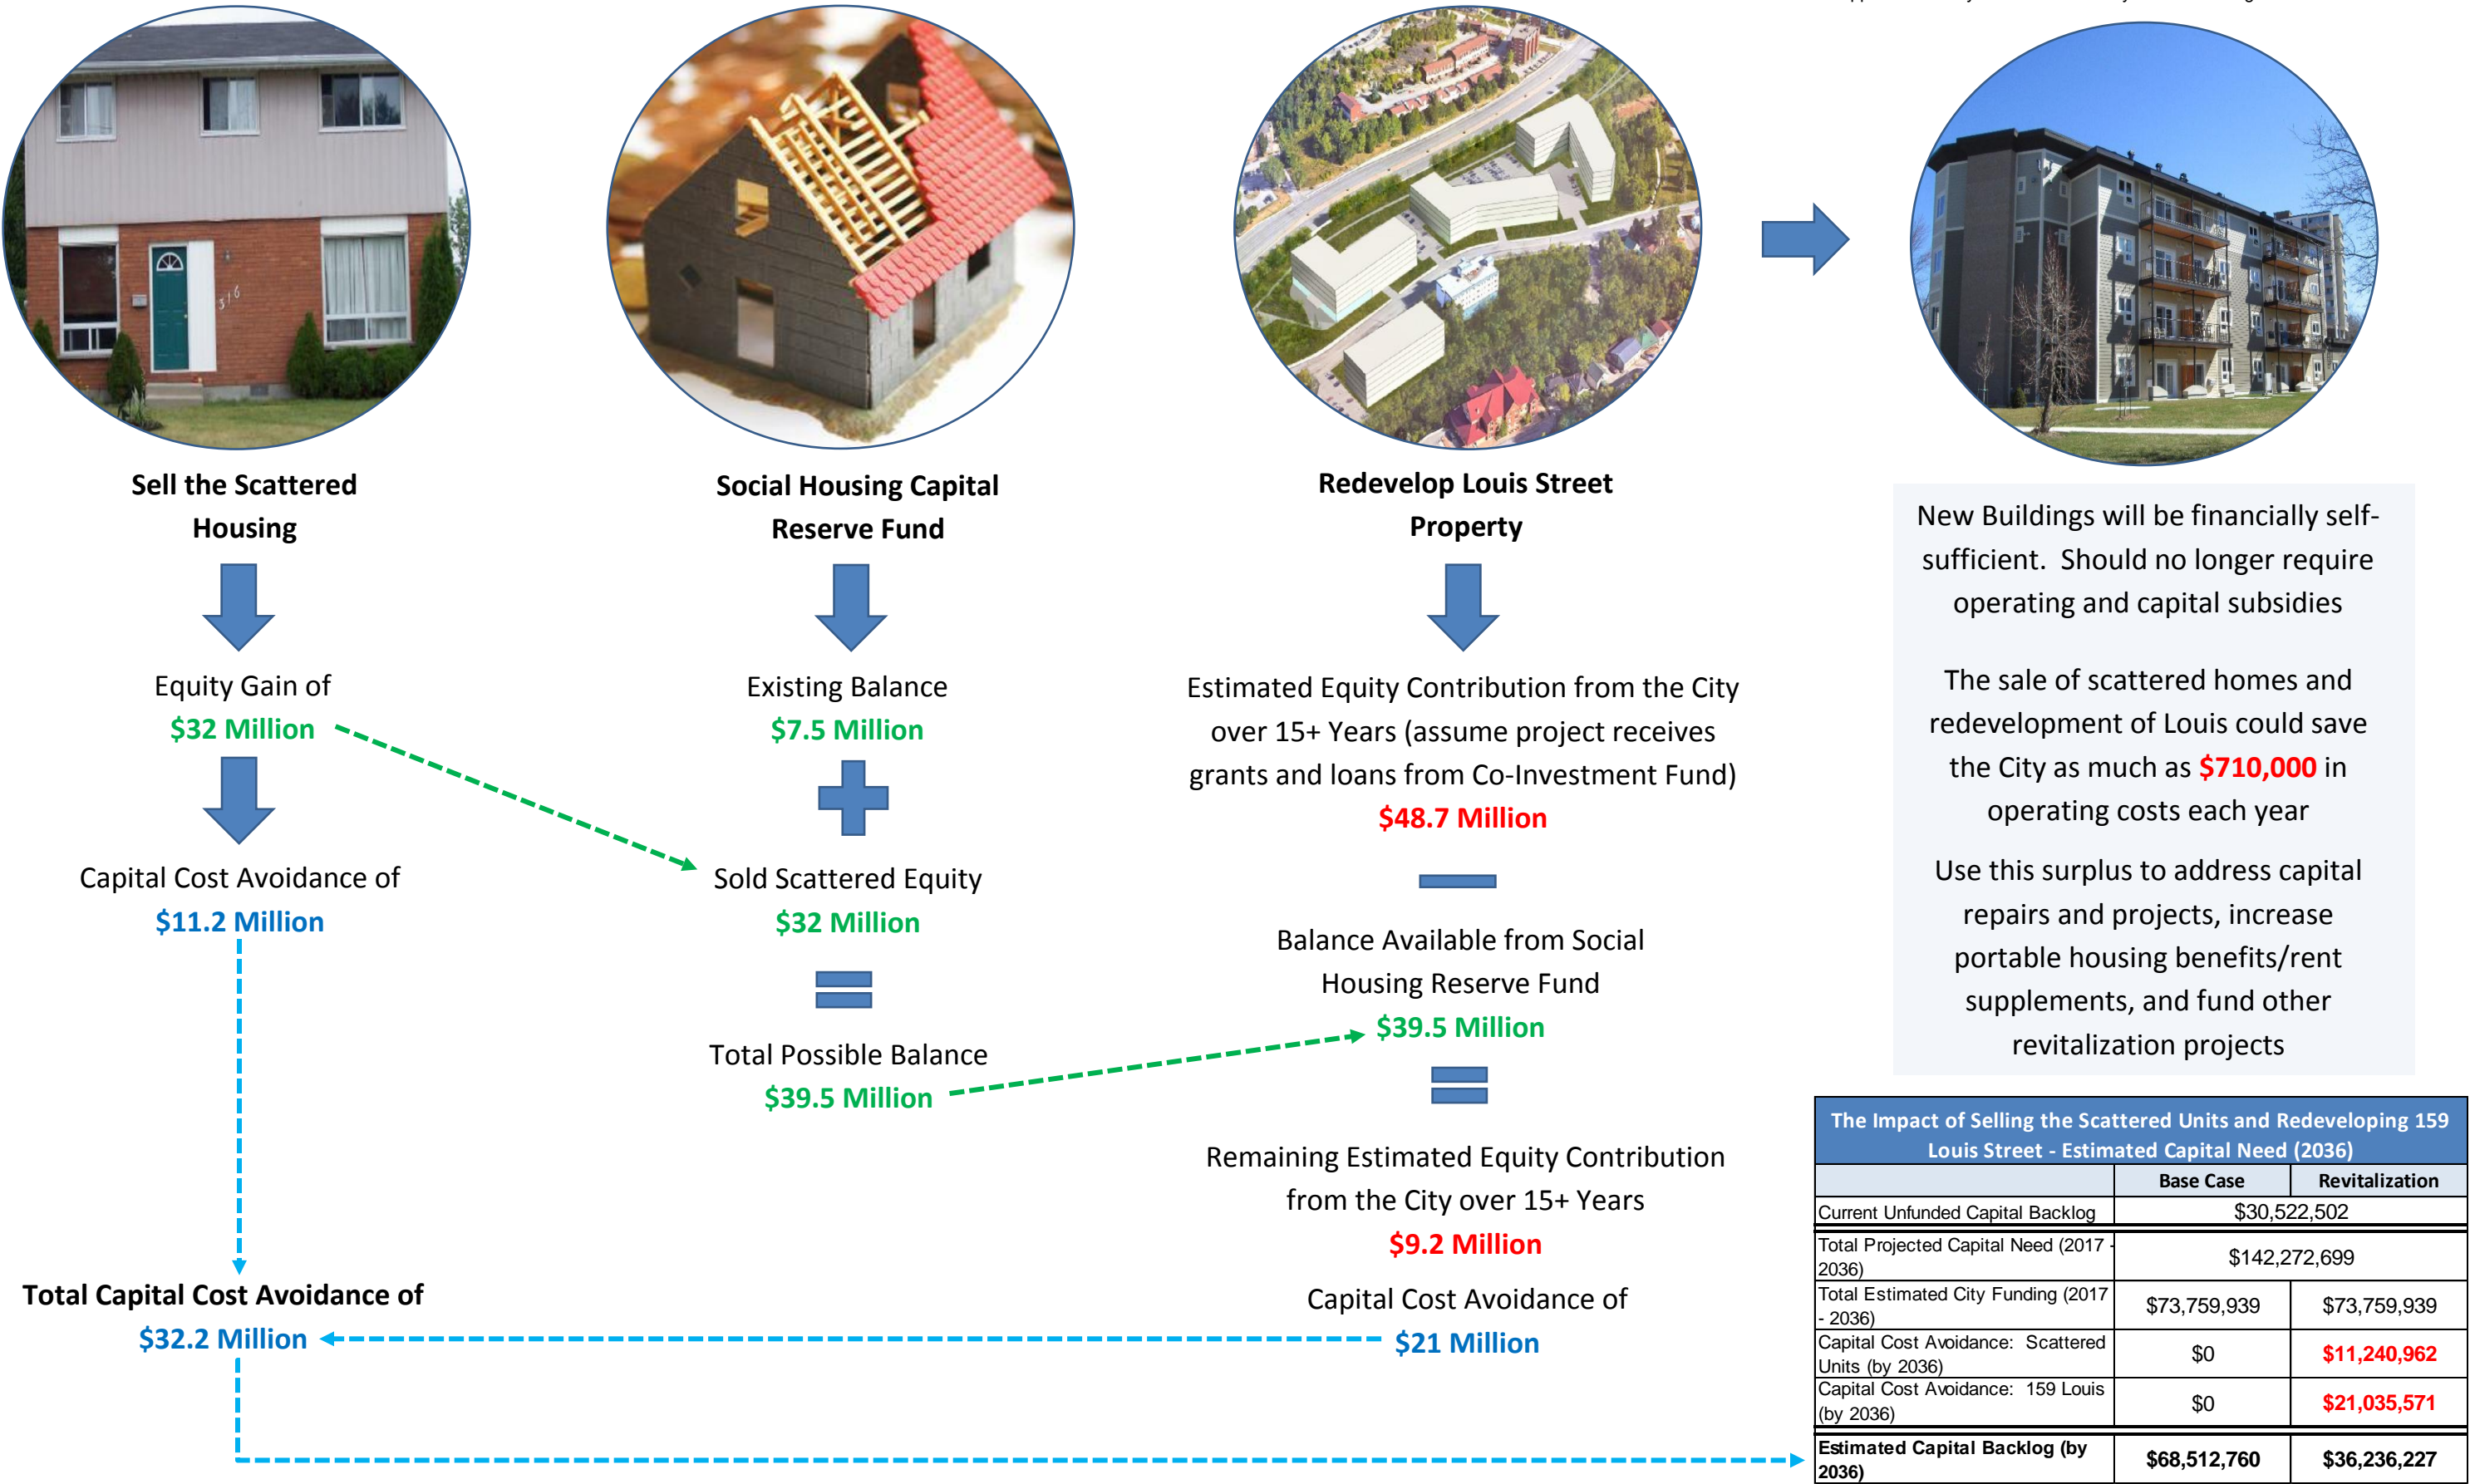 316
Sell the Scattered
Housing
Equity Gain of
$32 Million
Capital Cost Avoidance of
$11.2 Million
Total Capital Cost Avoidance of
$32.2 Million
Social Housing Capital
Reserve Fund
Existing Balance
$7.5 Million
Sold Scattered Equity
$32 Million
Total Possible Balance
$39.5 Million
Redevelop Louis Street
Property
Estimated Equity Contribution from the City
over 15+ Years (assume project receives
grants and loans from Co-Investment Fund)
$48.7 Million
Balance Available from Social
Housing Reserve Fund
$39.5 Million
Remaining Estimated Equity Contribution
from the City over 15+ Years
$9.2 Million
Capital Cost Avoidance of
$21 Million
New Buildings will be financially self-
sufficient.  Should no longer require
operating and capital subsidies
The sale of scattered homes and
redevelopment of Louis could save
the City as much as $710,000 in
operating costs each year
Use this surplus to address capital
repairs and projects, increase
portable housing benefits/rent
supplements, and fund other
revitalization projects
The Impact of Selling the Scattered Units and Redeveloping 159
Louis Street - Estimated Capital Need (2036)
Base Case Revitalization
Current Unfunded Capital Backlog $30,522,502
Total Projected Capital Need (2017 -
2036) $142,272,699
Total Estimated City Funding (2017
- 2036) $73,759,939 $73,759,939
Capital Cost Avoidance:  Scattered
Units (by 2036) $0 $11,240,962
Capital Cost Avoidance:  159 Louis
(by 2036) $0 $21,035,571
Estimated Capital Backlog (by
2036) $68,512,760 $36,236,227